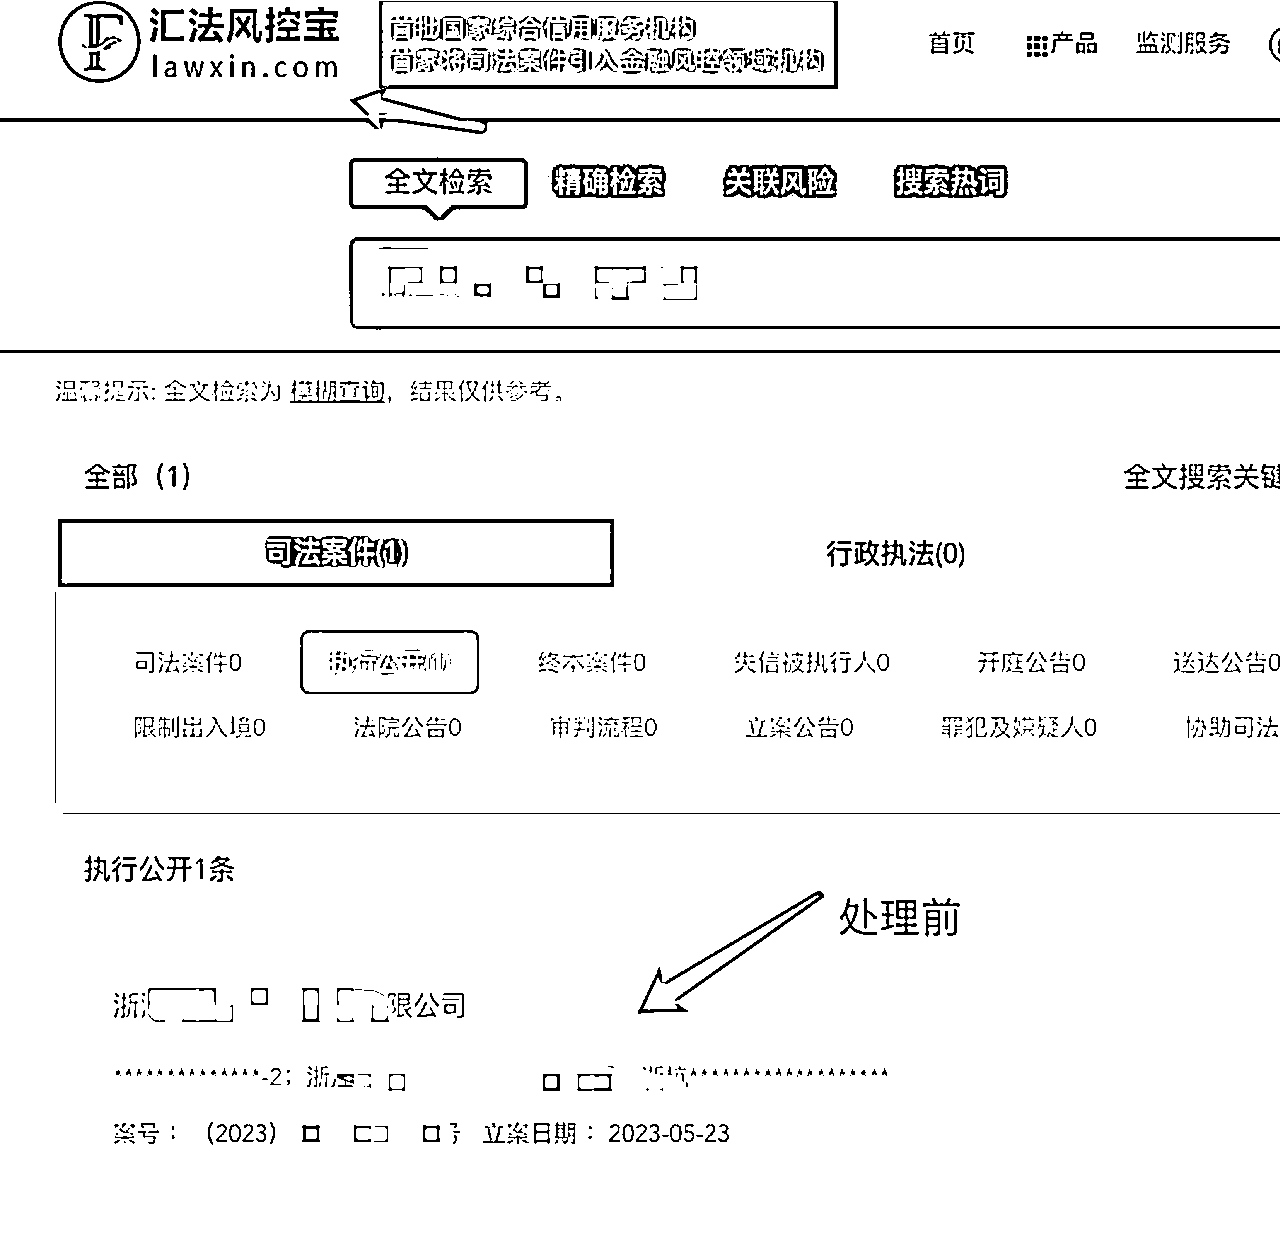 汇法风控宝
lawxin.com
首批国家综合信用服务机构
首家将司法案件引入金融风控领域机构
首页 产品 监测服务
全文检索 精确检索 关联风险 搜索热词
温馨提示: 全文检索为 模糊查询，结果仅供参考。
全部（1） 全文搜索关键
司法案件(1) 行政执法(0)
司法案件0 执行公开(1) 终本案件0 失信被执行人0 开庭公告0 送达公告0
限制出入境0 法院公告0 审判流程0 立案公告0 罪犯及嫌疑人0 协助司法
执行公开1条
处理前
浙 限公司
**************-2；浙 浙杭*******************
案号：（2023） 号 立案日期：2023-05-23